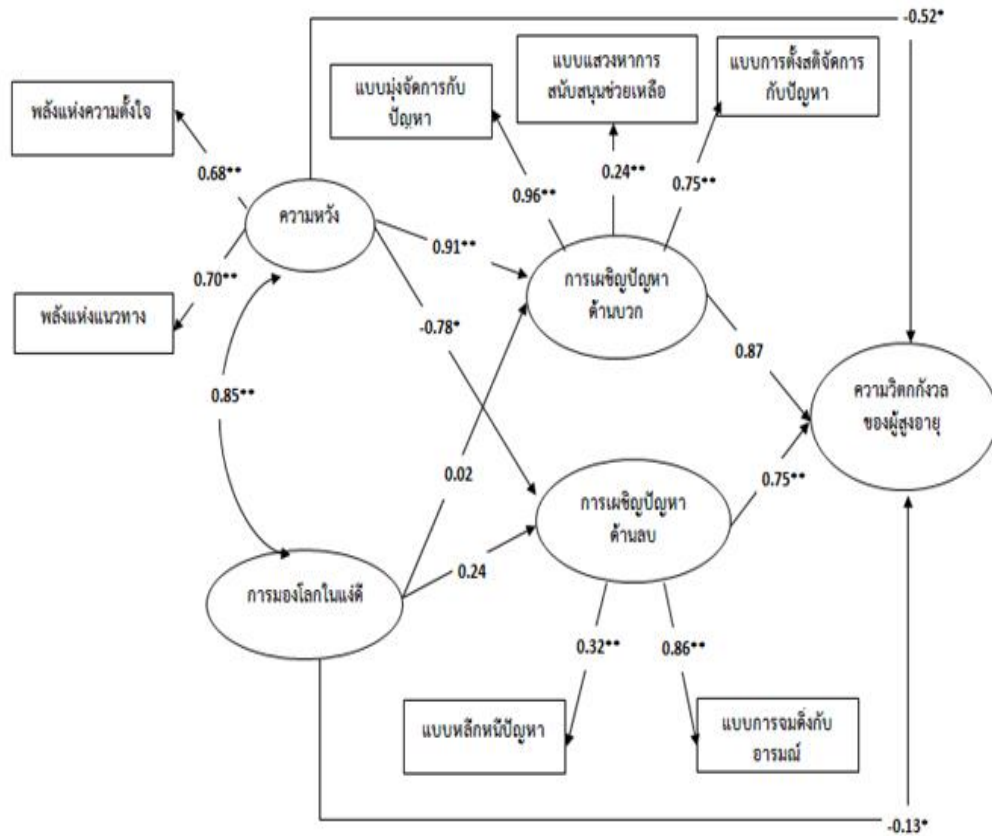 -0.52*
แบบแสวงหาการ
สนับสนุนช่วยเหลือ
แบบการตั้งสติจัดการ
กับปัญหา
แบบมุ่งจัดการกับ
ปัญหา
พลังแห่งความตั้งใจ
0.68**
0.96**
0.24**
0.75**
ความหวัง
0.91**
0.70**
การเผชิญปัญหา
ด้านบวก
พลังแห่งแนวทาง
-0.78*
0.87
0.85**
ความวิตกกังวล
ของผู้สูงอายุ
0.02
0.75**
การเผชิญปัญหา
ด้านลบ
0.24
การมองโลกในแง่ดี
0.32**
0.86**
แบบหลีกหนีปัญหา
แบบการจมดิ่งกับ
อารมณ์
-0.13*